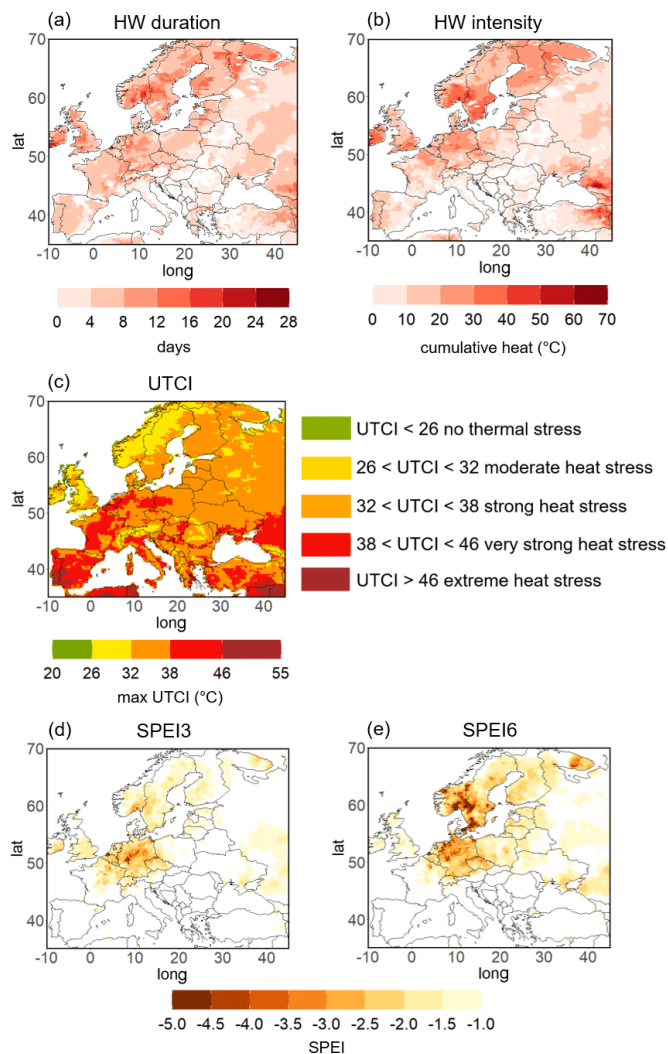 (a) HW duration
70
60
50
40
lat
-10 0 10 20 30 40
long
0 4 8 12 16 20 24 28
days
(b) HW intensity
70
60
50
40
lat
-10 0 10 20 30 40
long
0 10 20 30 40 50 60 70
cumulative heat (°C)
(c) UTCI
70
60
50
40
lat
-10 0 10 20 30 40
long
20 26 32 38 46 55
max UTCI (°C)
UTCI < 26 no thermal stress
26 < UTCI < 32 moderate heat stress
32 < UTCI < 38 strong heat stress
38 < UTCI < 46 very strong heat stress
UTCI > 46 extreme heat stress
(d) SPEI3
70
60
50
40
lat
-10 0 10 20 30 40
long
(e) SPEI6
70
60
50
40
lat
-10 0 10 20 30 40
long
-5.0 -4.5 -4.0 -3.5 -3.0 -2.5 -2.0 -1.5 -1.0
SPEI